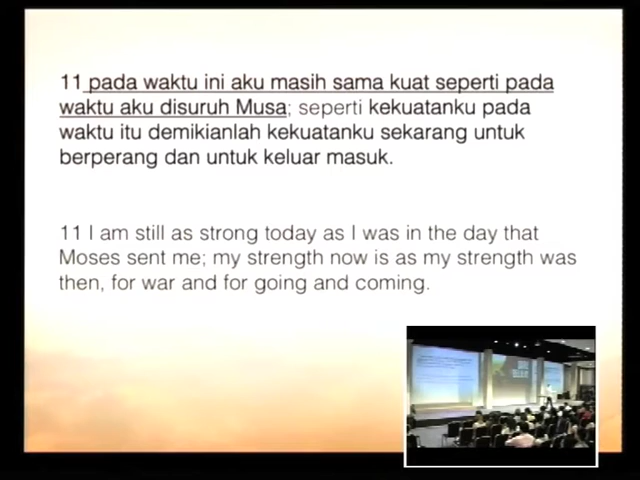 11 pada waktu ini aku masih sama kuat seperti pada
waktu aku disuruh Musa; seperti kekuatanku pada
waktu itu demikianlah kekuatanku sekarang untuk
berperang dan untuk keluar masuk.
11 I am still as strong today as I was in the day that
Moses sent me; my strength now is as my strength was
then, for war and for going and coming.